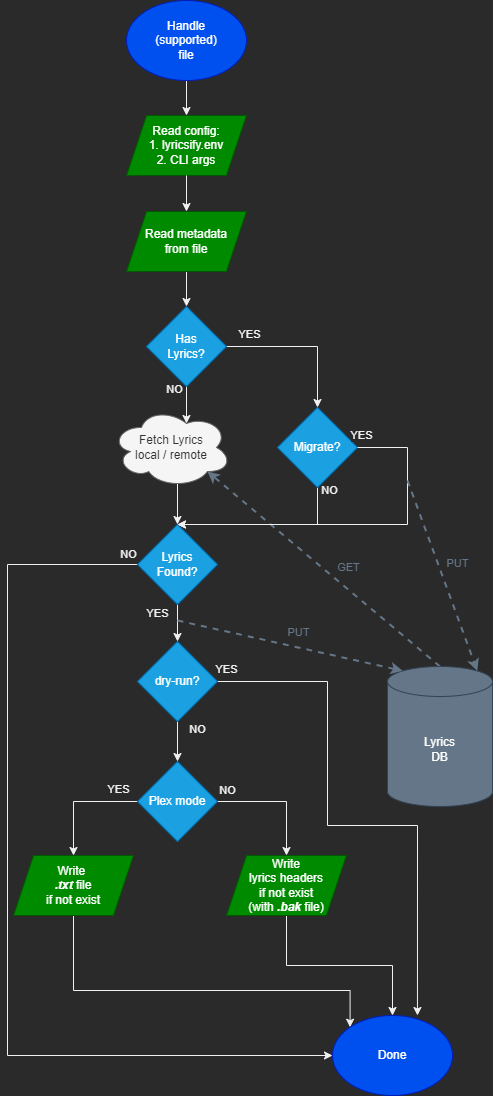 Handle
(supported)
file
Read config:
1. lyricsify.env
2. CLI args
Read metadata
from file
Has
Lyrics?
YES
NO
Fetch Lyrics
local / remote
Migrate?
YES
NO
Lyrics
Found?
NO
YES
GET
PUT
PUT
dry-run?
YES
NO
Lyrics
DB
Plex mode
YES
NO
Write
.txt file
if not exist
Write
lyrics headers
if not exist
(with .bak file)
Done